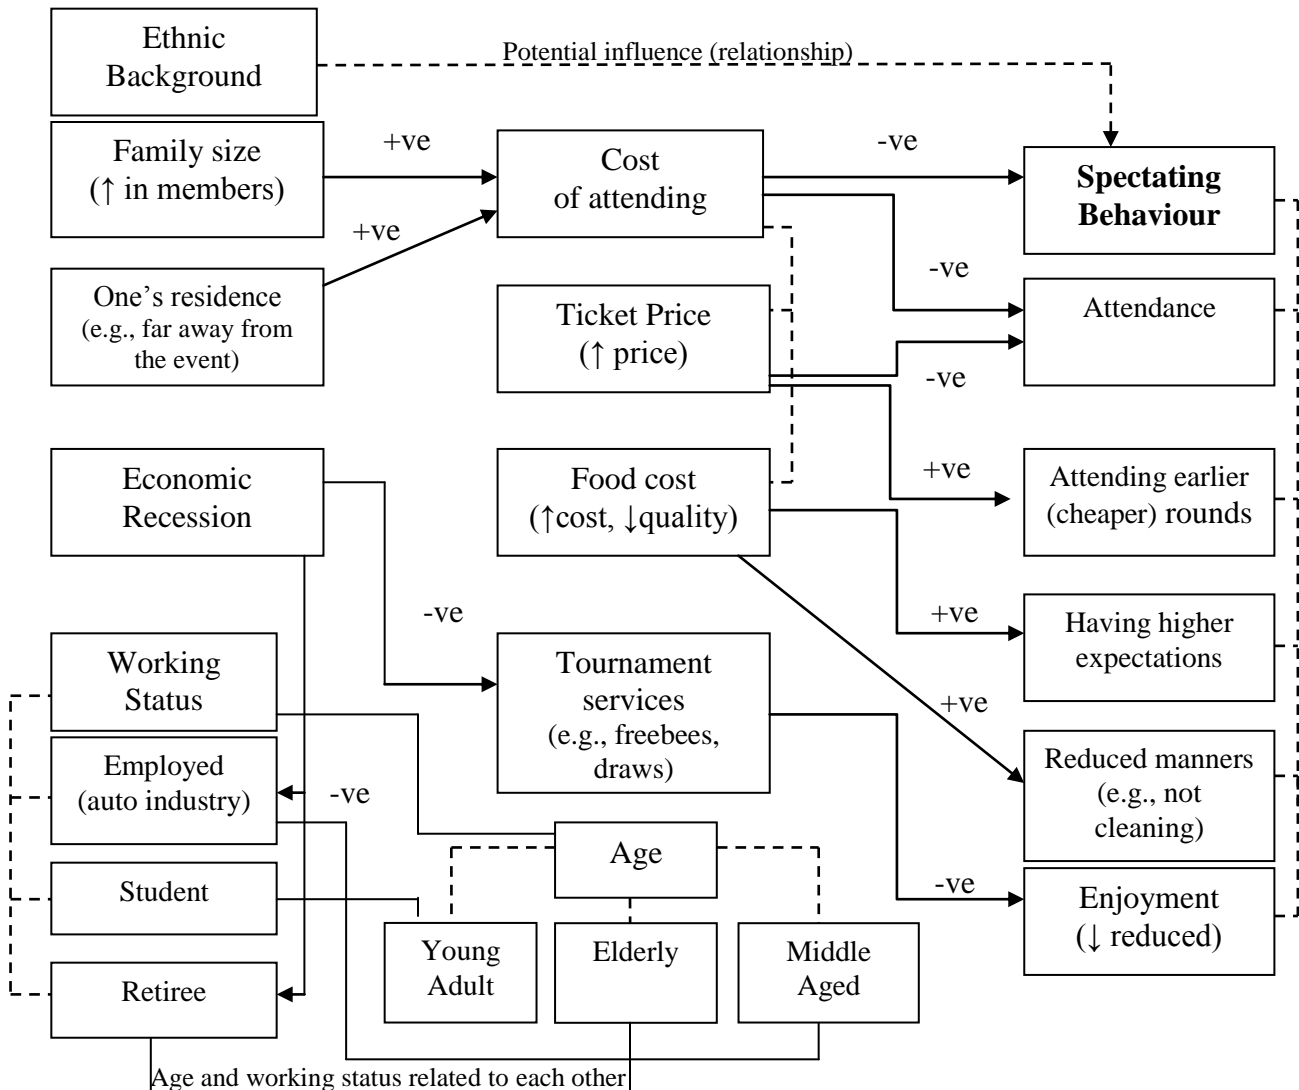 Ethnic
Background
Potential influence (relationship)
Family size
(↑ in members)
+ve
Cost
of attending
-ve
Spectating
Behaviour
+ve
One's residence
(e.g., far away from
the event)
Ticket Price
(↑ price)
-ve
Attendance
-ve
Economic
Recession
Food cost
(↑cost, ↓quality)
+ve
Attending earlier
(cheaper) rounds
-ve
+ve
Having higher
expectations
Working
Status
Tournament
services
(e.g., freebees,
draws)
+ve
Employed
(auto industry)
-ve
Reduced manners
(e.g., not
cleaning)
Age
Student
-ve
Enjoyment
(↓ reduced)
Young
Adult
Elderly
Middle
Aged
Retiree
Age and working status related to each other